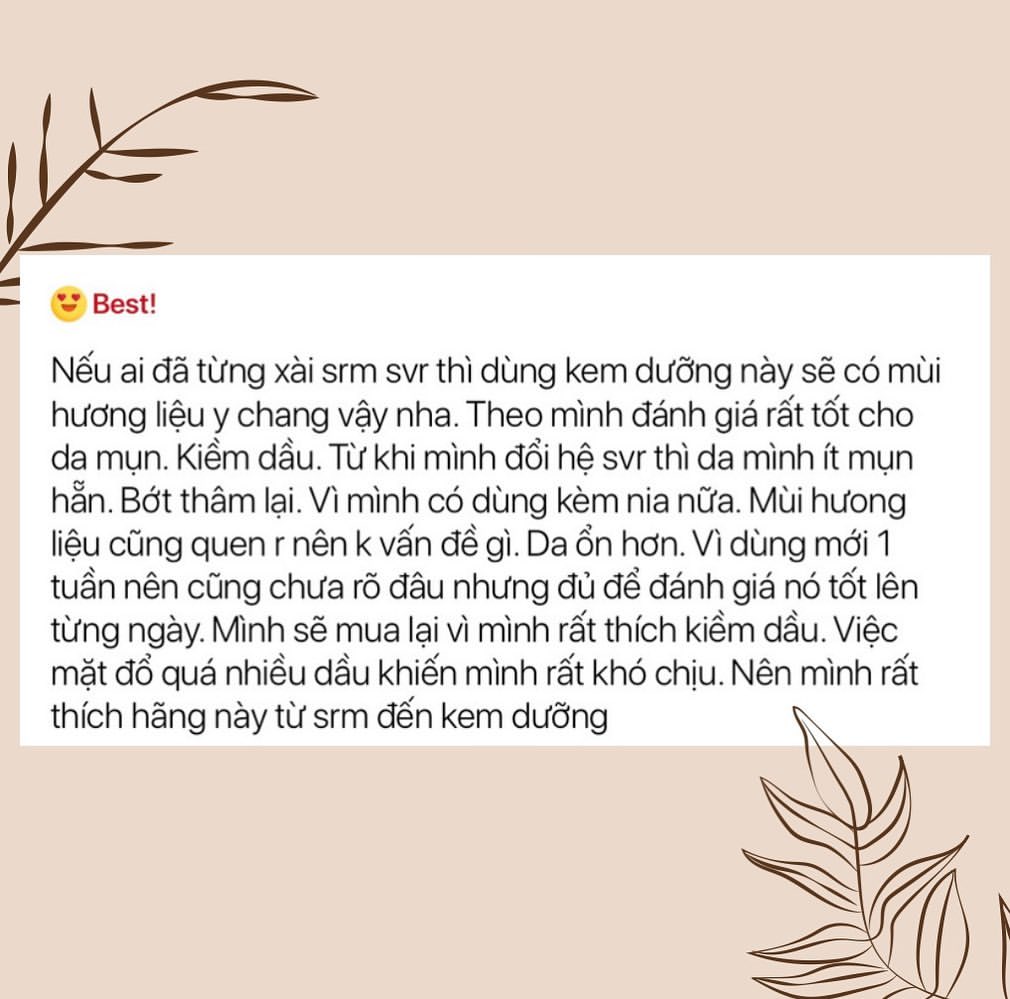 Best!
Nếu ai đã từng xài srm svr thì dùng kem dưỡng này sẽ có mùi
hương liệu y chang vậy nha. Theo mình đánh giá rất tốt cho
da mụn. Kiềm dầu. Từ khi mình đổi hệ svr thì da mình ít mụn
hẵn. Bớt thâm lại. Vì mình có dùng kèm nia nữa. Mùi hưong
liệu cũng quen r nên k vấn đề gì. Da ổn hơn. Vì dùng mới 1
tuần nên cũng chưa rõ đâu nhưng đủ để đánh giá nó tốt lên
từng ngày. Mình sẽ mua lại vì mình rất thích kiềm dầu. Việc
mặt đổ quá nhiều dầu khiến mình rất khó chịu. Nên mình rất
thích hãng này từ srm đến kem dưỡng